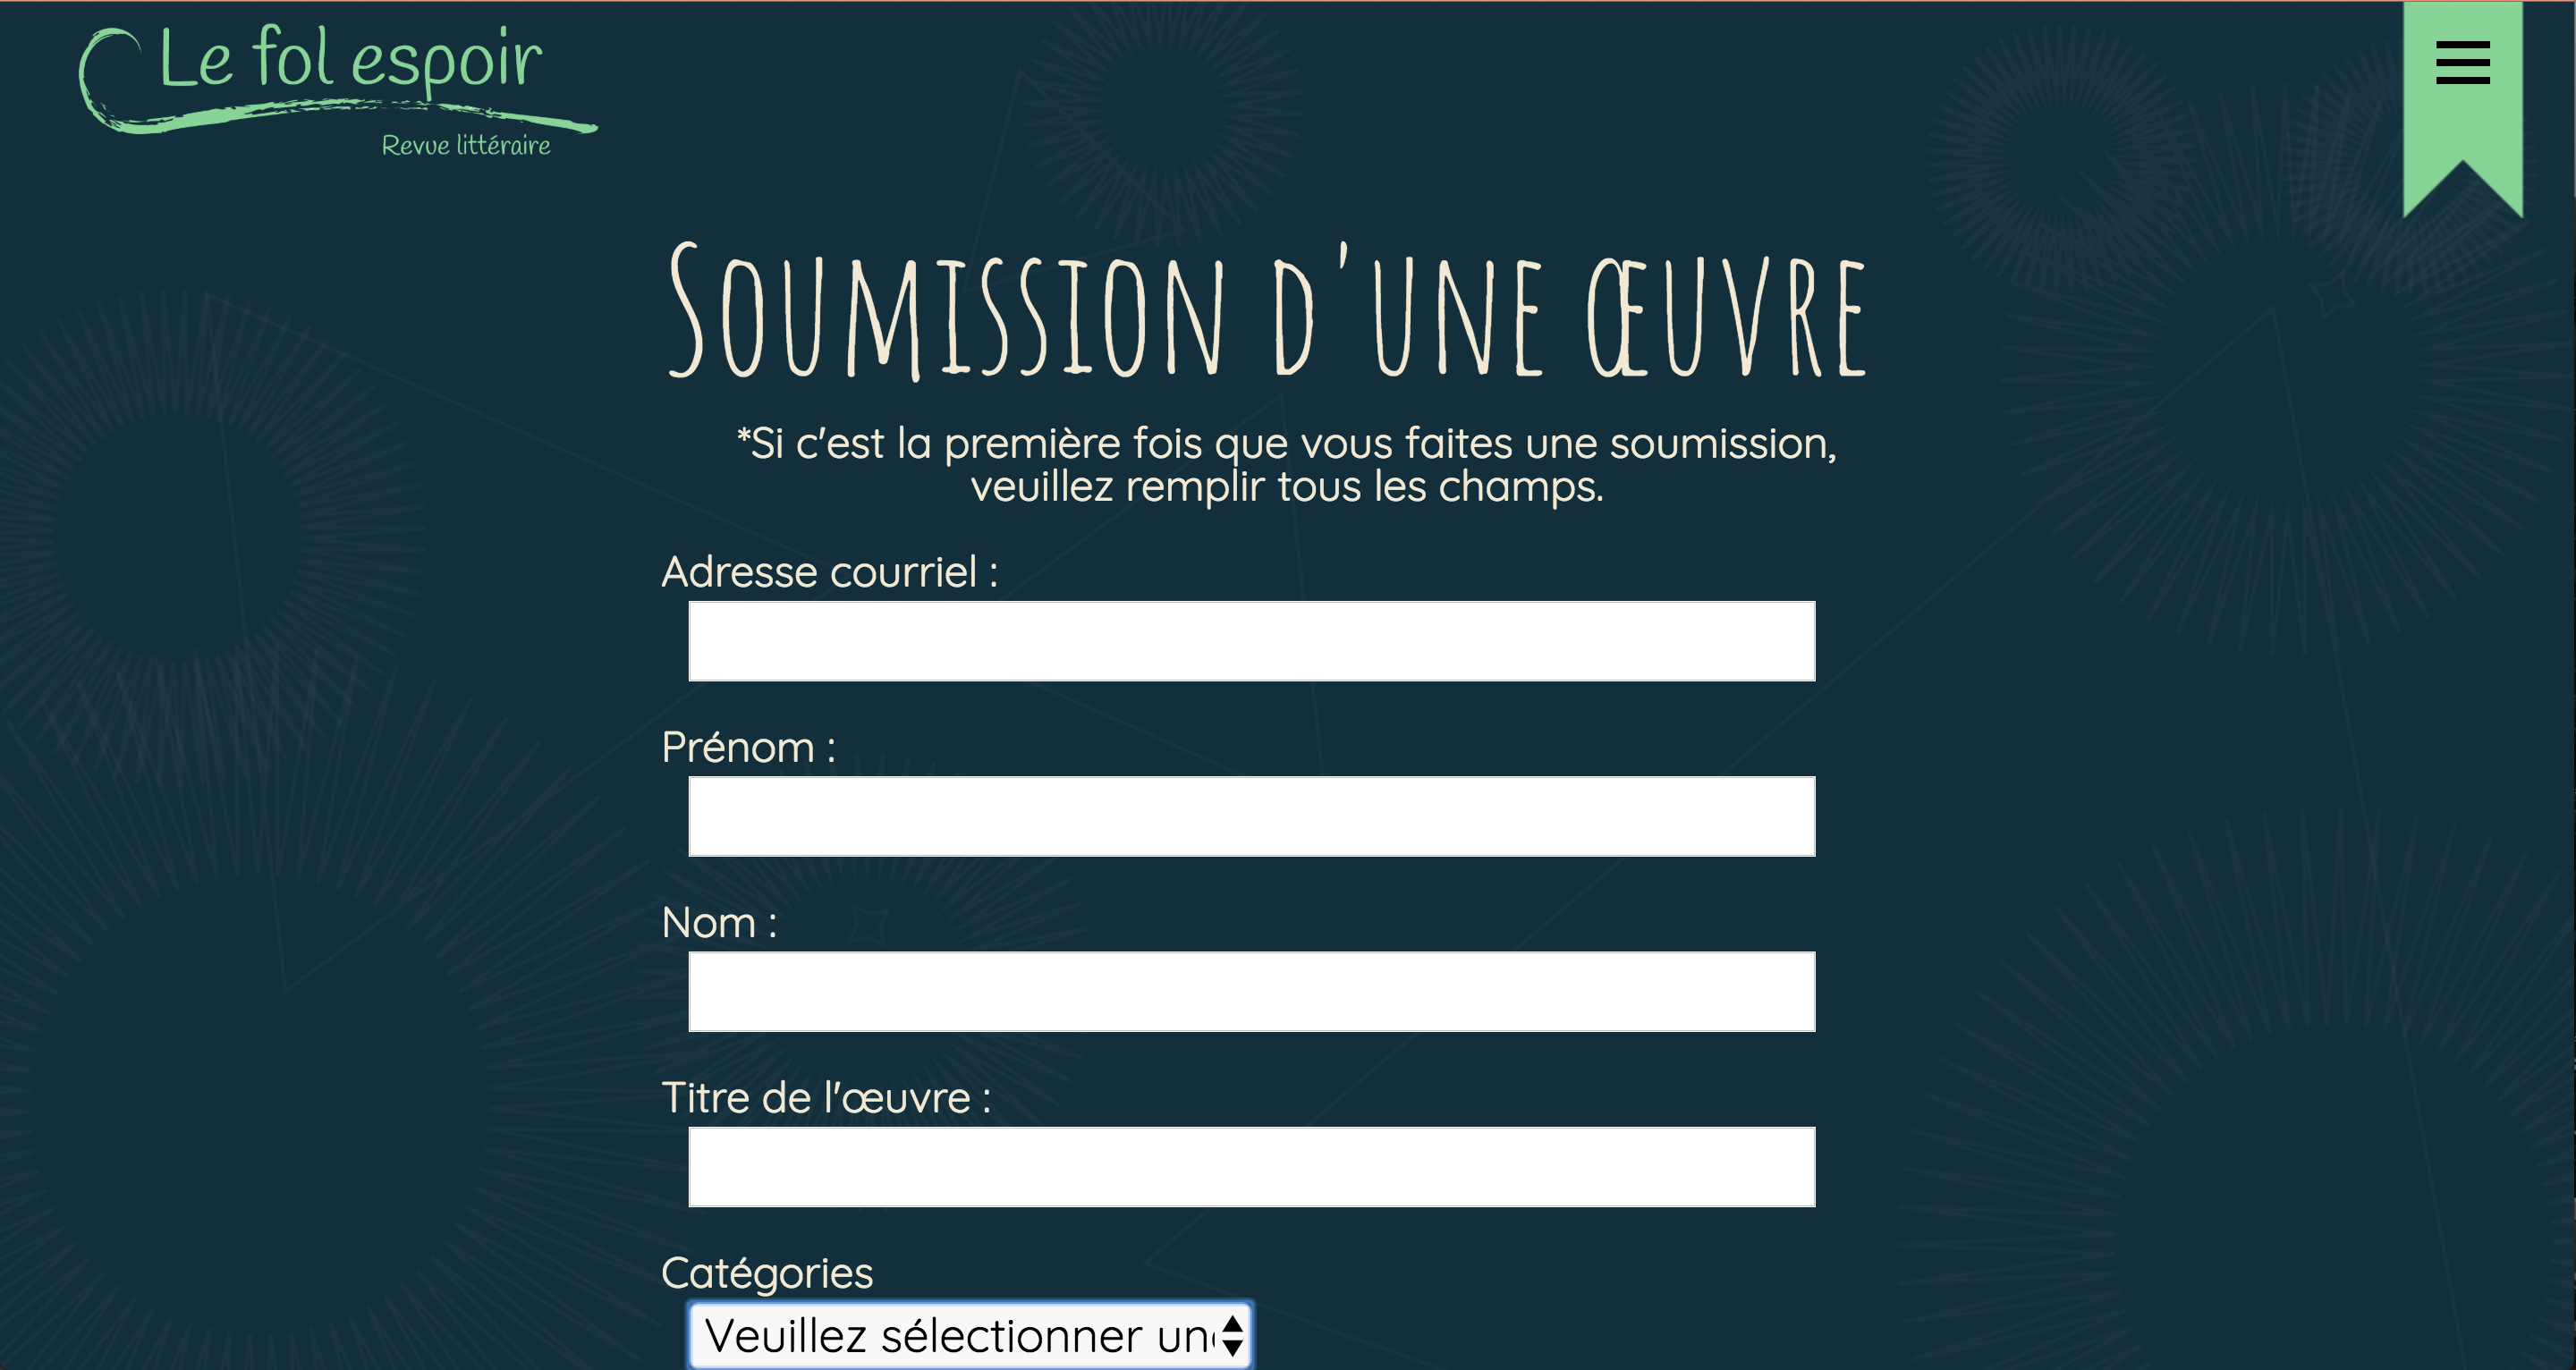 Le fol espoir
Revue littéraire
Soumission d'une œuvre
*Si c'est la première fois que vous faites une soumission,
veuillez remplir tous les champs.
Adresse courriel :
Prénom :
Nom :
Titre de l'œuvre :
Catégories
Veuillez sélectionner un